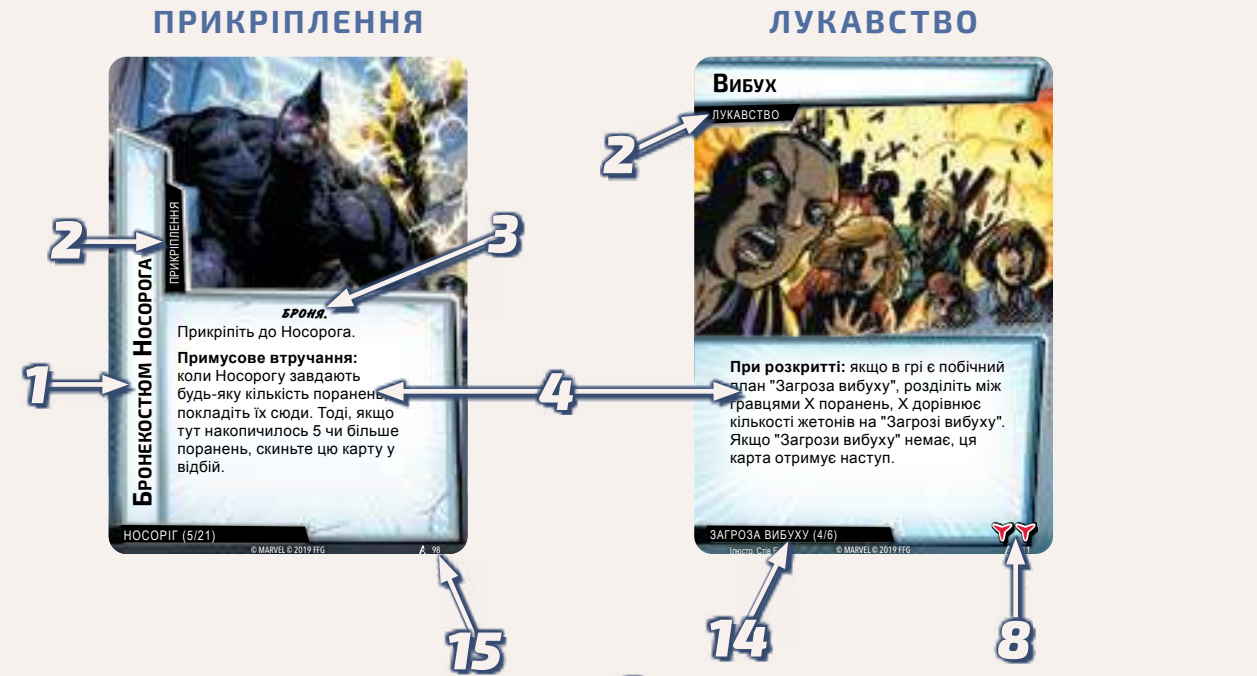 ПРИКРІПЛЕННЯ
БРОНЕКОСТЮМ НОСОРОГА
ПРИКРІПЛЕННЯ
БРОНЯ.
Прикріпіть до Носорога.
Примусове втручання:
коли Носорогу завдають
будь-яку кількість поранень,
покладіть їх сюди. Тоді, якщо
тут накопичилось 5 чи більше
поранень, скиньте цю карту у
відбій.
НОСОРІГ (5/21)
© MARVEL © 2019 FFG
98
1
2
3
4
15
ЛУКАВСТВО
ВИБУХ
ЛУКАВСТВО
При розкритті: якщо в грі є побічний
план "Загроза вибуху", розділіть між
гравцями X поранень, X дорівнює
кількості жетонів на "Загрозі вибуху".
Якщо "Загрози вибуху" немає, ця
карта отримує наступ.
ЗАГРОЗА ВИБУХУ (4/6)
Ілюстр. Стів
© MARVEL © 2019 FFG
2
14
8